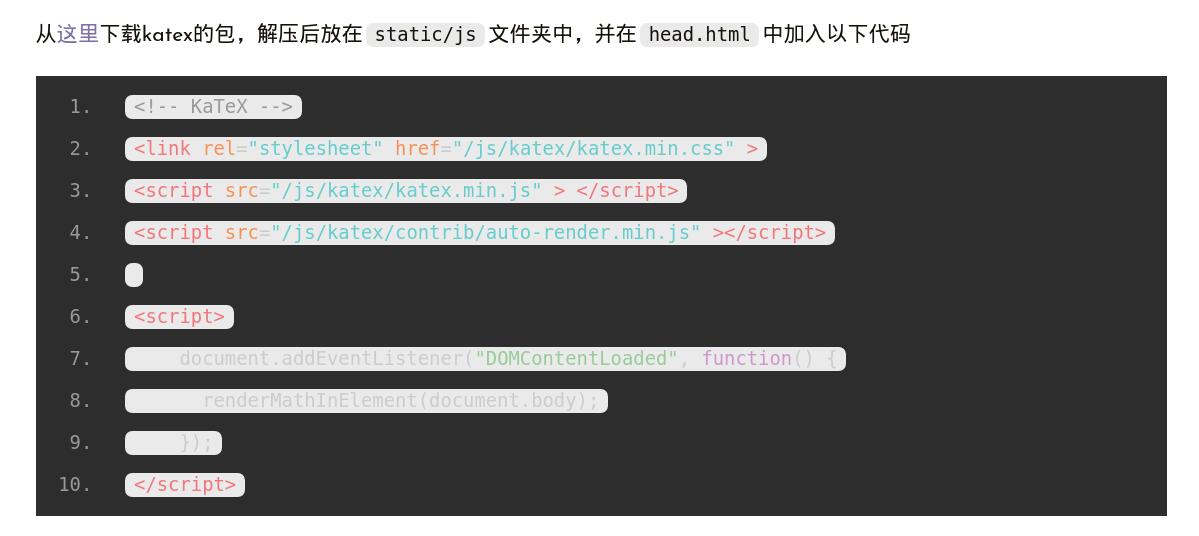 从这里下载katex的包，解压后放在 static/js 文件夹中，并在 head.html 中加入以下代码
1. <!-- KaTeX -->
2. <link rel="stylesheet" href="/js/katex/katex.min.css" >
3. <script src="/js/katex/katex.min.js" > </script>
4. <script src="/js/katex/contrib/auto-render.min.js" ></script>
5.
6. <script>
7.     document.addEventListener("DOMContentLoaded", function() {
8.       renderMathInElement(document.body);
9.     });
10. </script>